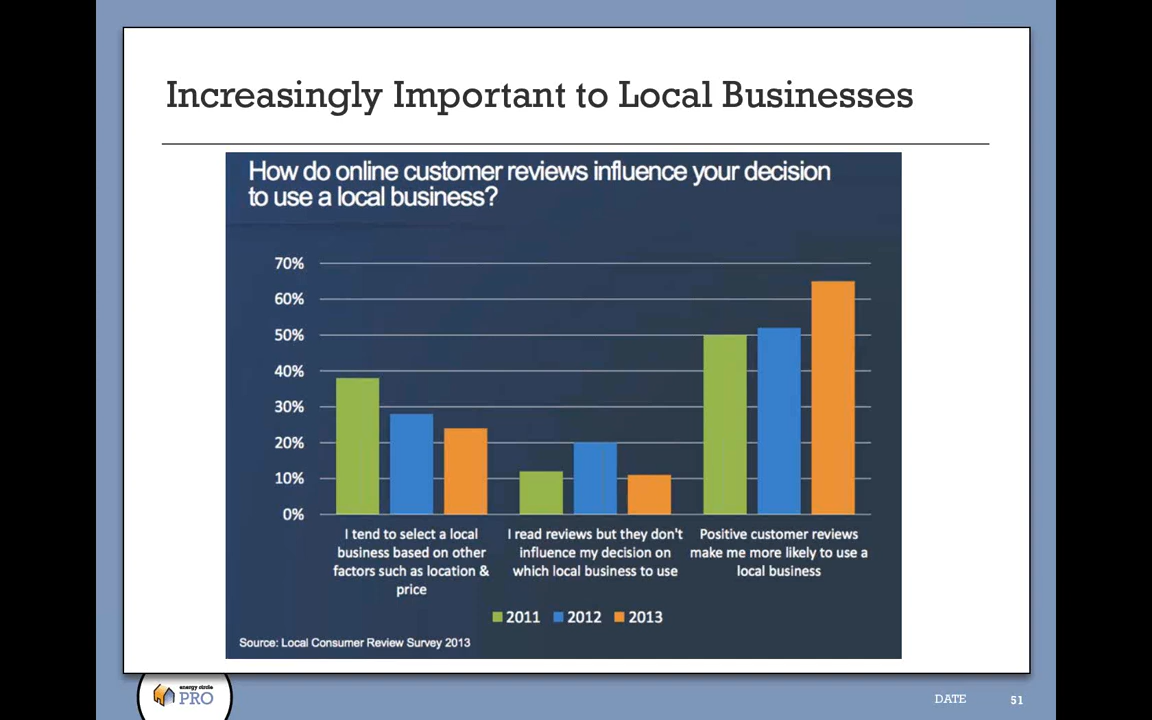 Increasingly Important to Local Businesses
How do online customer reviews influence your decision
to use a local business?
70%
60%
50%
40%
30%
20%
10%
0%
I tend to select a local
business based on other
factors such as location &
price
I read reviews but they don't
influence my decision on
which local business to use
Positive customer reviews
make me more likely to use a
local business
2011 2012 2013
Source: Local Consumer Review Survey 2013
energy circle
PRO
DATE 51